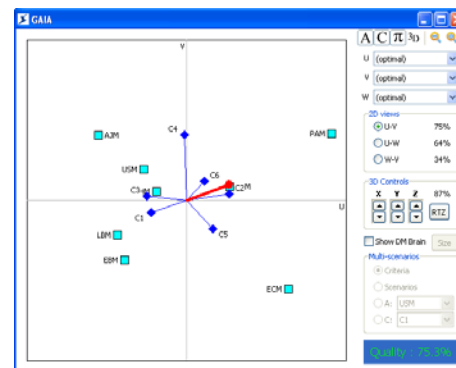 GAIA
V
A C π 3D
U (optimal)
V (optimal)
W (optimal)
2D views
U-V 75%
U-W 64%
W-V 34%
3D Controls
X Y Z 87%
RTZ
Show DM Brain Size
Multi-scenarios
Criteria
Scenarios
A: USM
C: C1
Quality : 75.3%
AJM
C4
PAM
USM
C6
C3
M
C2
M
U
C1
LBM
C5
EBM
ECM